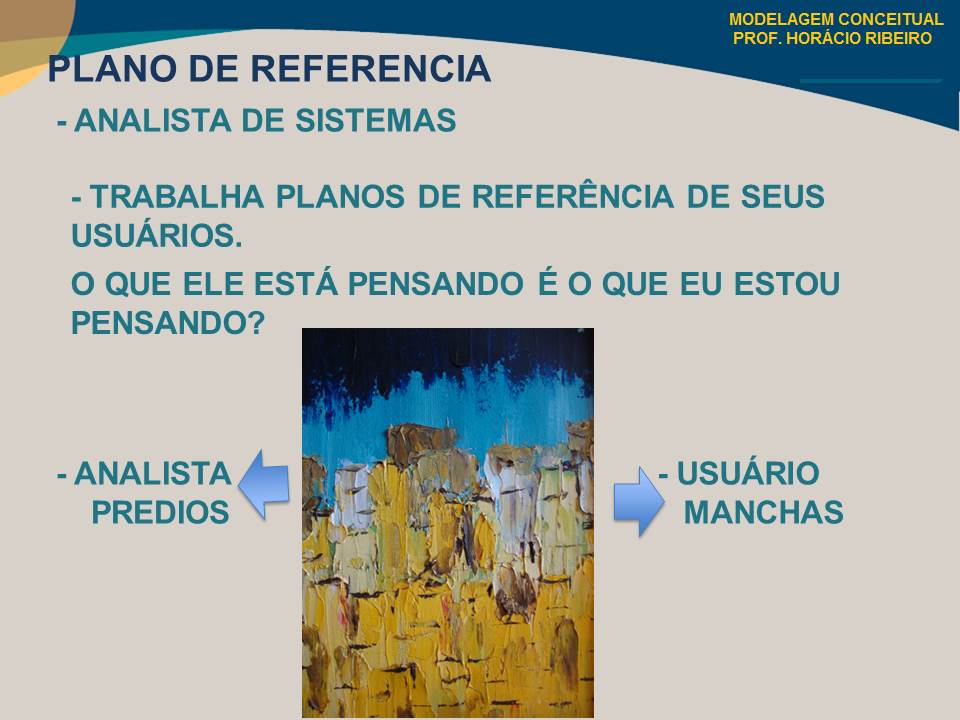 MODELAGEM CONCEITUAL
PROF. HORÁCIO RIBEIRO
PLANO DE REFERENCIA
- ANALISTA DE SISTEMAS
- TRABALHA PLANOS DE REFERÊNCIA DE SEUS
USUÁRIOS.
O QUE ELE ESTÁ PENSANDO É O QUE EU ESTOU
PENSANDO?
- ANALISTA
PREDIOS
- USUÁRIO
MANCHAS